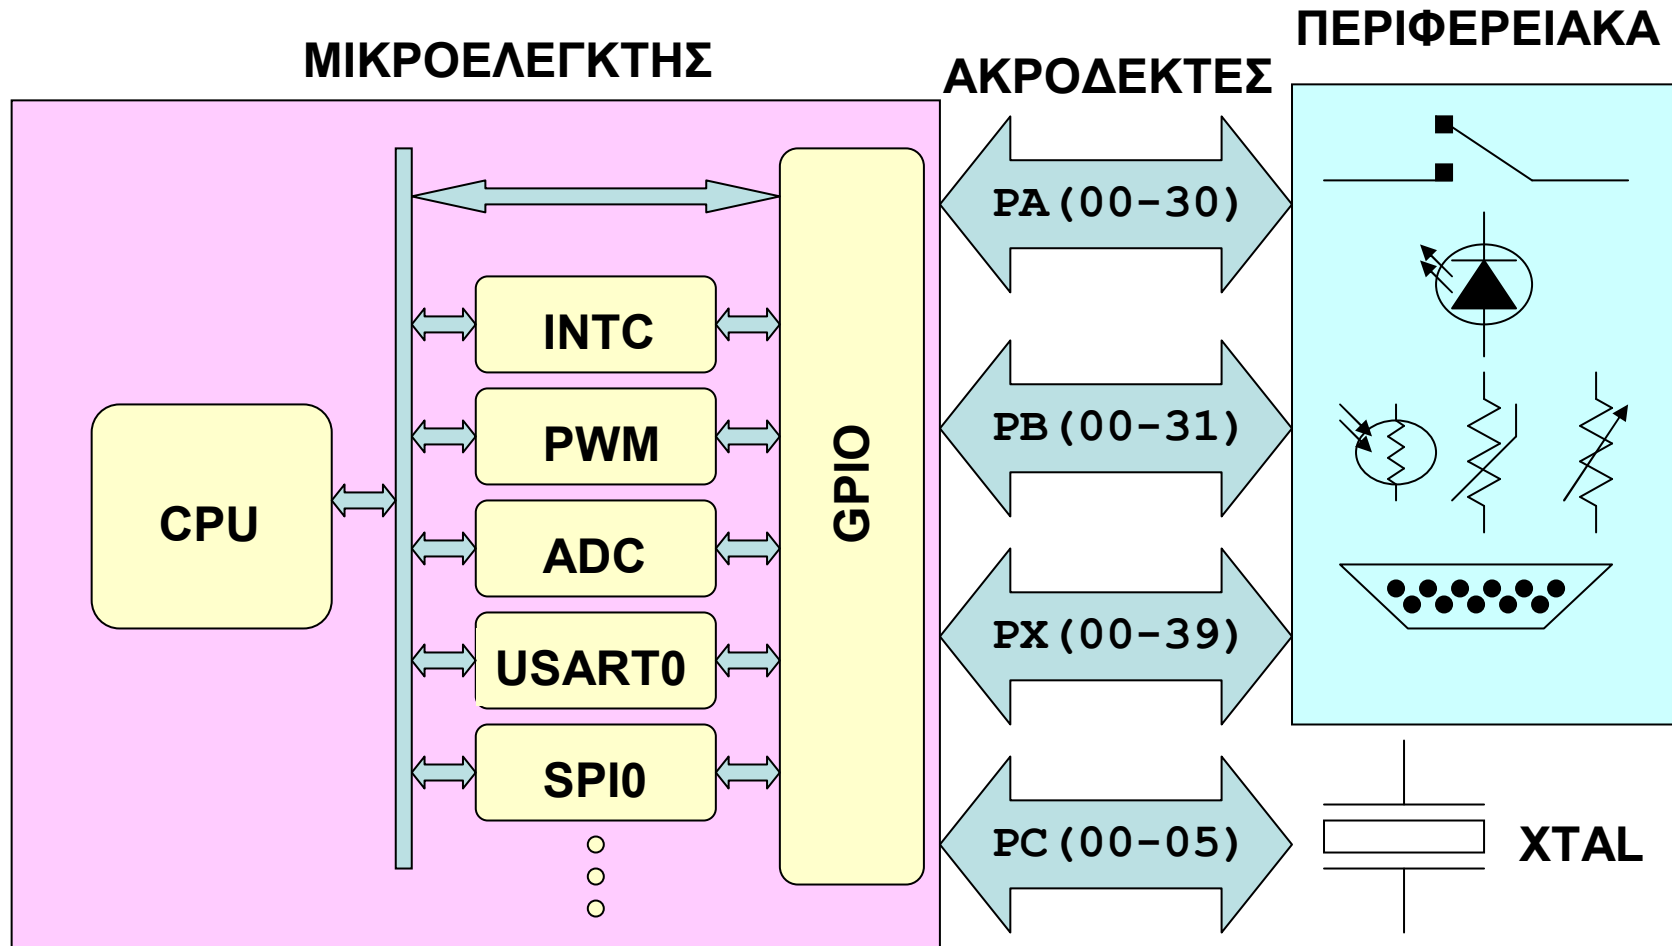 ΜΙΚΡΟΕΛΕΓΚΤΗΣ
ΑΚΡΟΔΕΚΤΕΣ
ΠΕΡΙΦΕΡΕΙΑΚΑ
CPU
INTC
PWM
ADC
USART0
SPI0
GPIO
PA(00-30)
PB(00-31)
PX(00-39)
PC(00-05)
XTAL